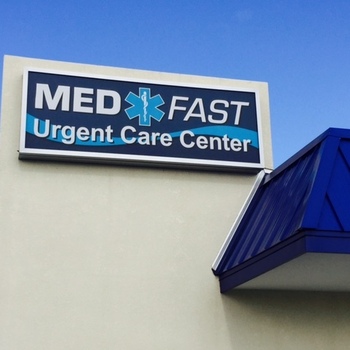 MED FAST
Urgent Care Center